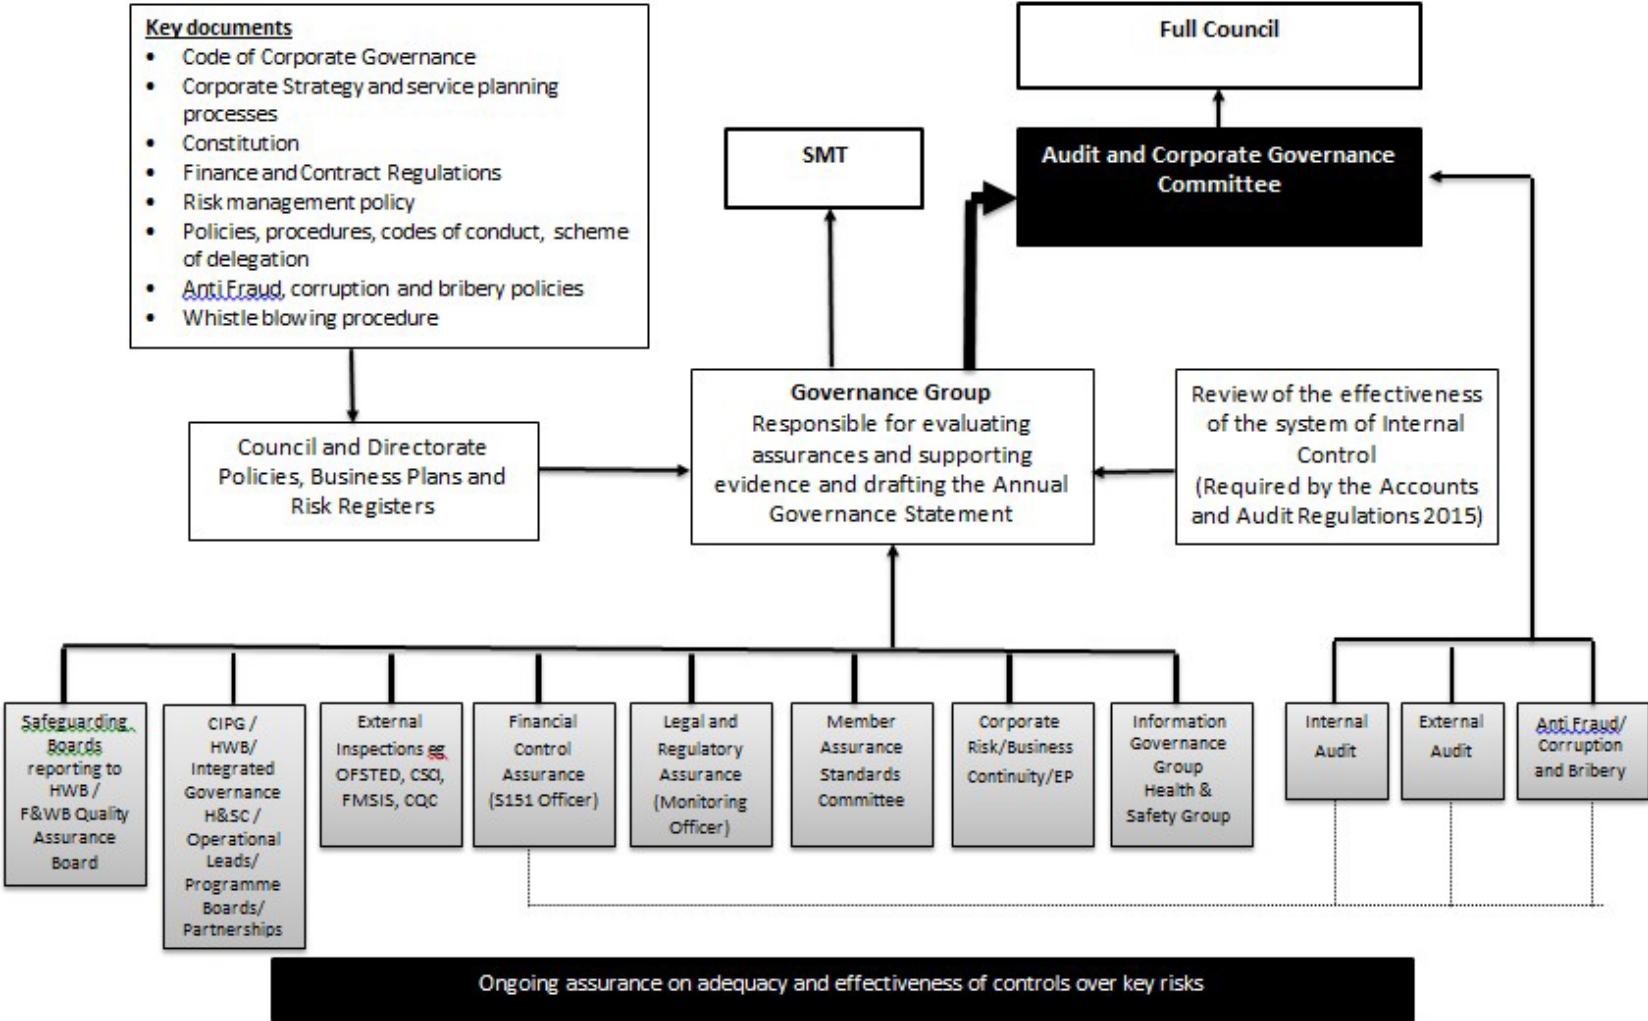 Key documents
• Code of Corporate Governance
• Corporate Strategy and service planning
processes
• Constitution
• Finance and Contract Regulations
• Risk management policy
• Policies, procedures, codes of conduct, scheme
of delegation
• Anti Fraud, corruption and bribery policies
• Whistle blowing procedure
Full Council
SMT
Audit and Corporate Governance
Committee
Council and Directorate
Policies, Business Plans and
Risk Registers
Governance Group
Responsible for evaluating
assurances and supporting
evidence and drafting the Annual
Governance Statement
Review of the effectiveness
of the system of Internal
Control
(Required by the Accounts
and Audit Regulations 2015)
Safeguarding
Boards
reporting to
HWB /
F&WB Quality
Assurance
Board
CIPG /
HWB/
Integrated
Governance
H&SC /
Operational
Leads/
Programme
Boards/
Partnerships
External
Inspections eg
OFSTED, CSCI,
FMSIS, CQC
Financial
Control
Assurance
(S151 Officer)
Legal and
Regulatory
Assurance
(Monitoring
Officer)
Member
Assurance
Standards
Committee
Corporate
Risk/Business
Continuity/EP
Information
Governance
Group
Health &
Safety Group
Internal
Audit
External
Audit
Anti Fraud/
Corruption
and Bribery
Ongoing assurance on adequacy and effectiveness of controls over key risks